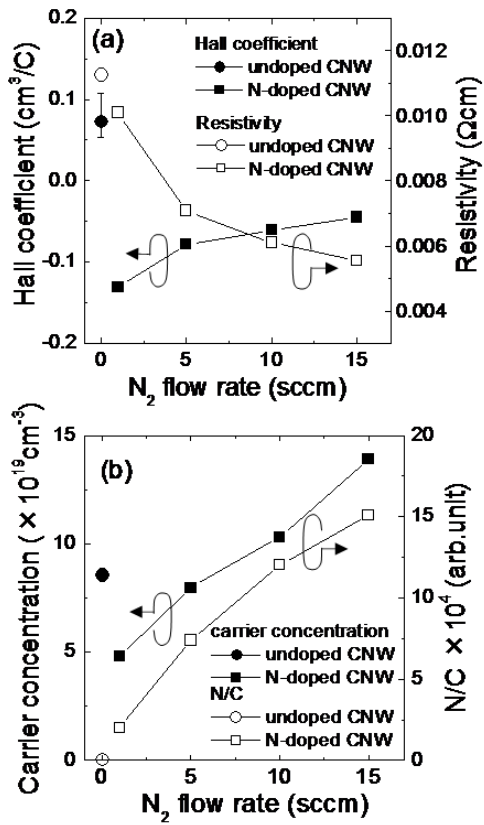 (a)
Hall coefficient
undoped CNW
N-doped CNW
Resistivity
undoped CNW
N-doped CNW
Hall coefficient (cm³/C)
0.2
0.1
0.0
-0.1
-0.2
Resistivity (Ωcm)
0.012
0.010
0.008
0.006
0.004
0 5 10 15
N₂ flow rate (sccm)
(b)
Carrier concentration (×10¹⁹cm⁻³)
15
10
5
0
N/C ×10⁴ (arb.unit)
20
15
10
5
0
carrier concentration
undoped CNW
N-doped CNW
N/C
undoped CNW
N-doped CNW
0 5 10 15
N₂ flow rate (sccm)